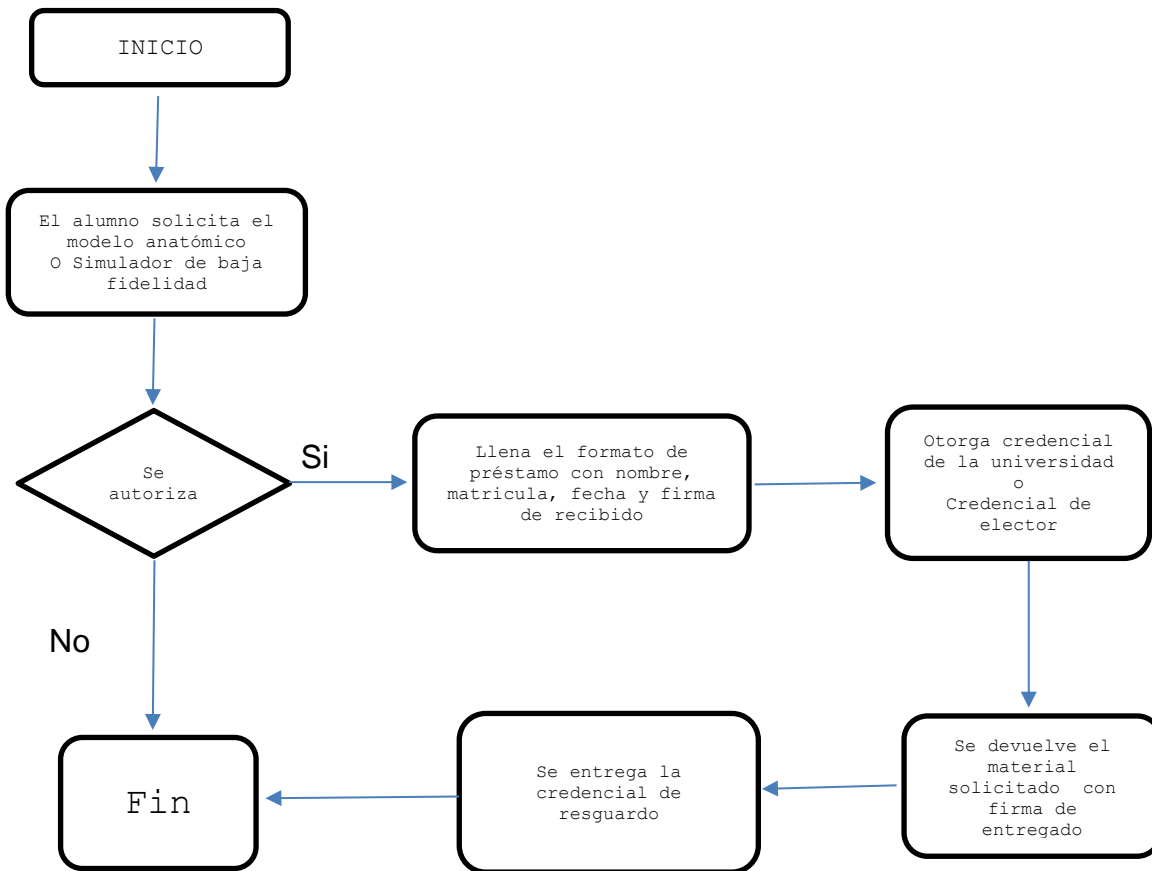 INICIO
El alumno solicita el
modelo anatómico
O Simulador de baja
fidelidad
Se
autoriza
Si
Llena el formato de
préstamo con nombre,
matricula, fecha y firma
de recibido
Otorga credencial
de la universidad
o
Credencial de
elector
No
Fin
Se entrega la
credencial de
resguardo
Se devuelve el
material
solicitado con
firma de
entregado